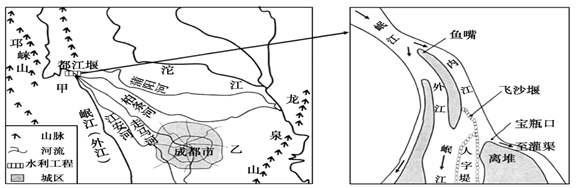 邛崃山
都江堰
甲
沱
江
蒲阳河
柏条河
走马河
江安河
岷江（外江）
成都市
乙
龙泉山
山脉
河流
水利工程
城区
岷江
鱼嘴
内江
外江
飞沙堰
宝瓶口
至灌渠
岷江
人字堤
离堆